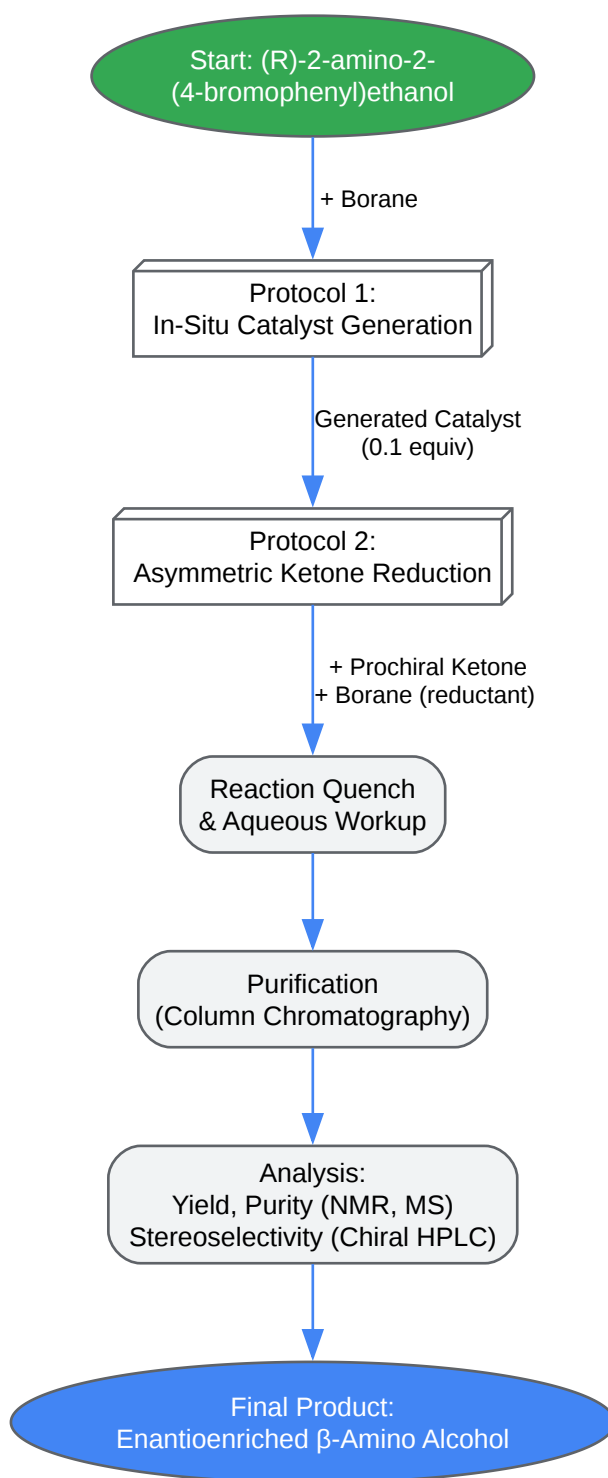 Start: (R)-2-amino-2-
(4-bromophenyl)ethanol
+ Borane
Protocol 1:
In-Situ Catalyst Generation
Generated Catalyst
(0.1 equiv)
Protocol 2:
Asymmetric Ketone Reduction
+ Prochiral Ketone
+ Borane (reductant)
Reaction Quench
& Aqueous Workup
Purification
(Column Chromatography)
Analysis:
Yield, Purity (NMR, MS)
Stereoselectivity (Chiral HPLC)
Final Product:
Enantioenriched β-Amino Alcohol